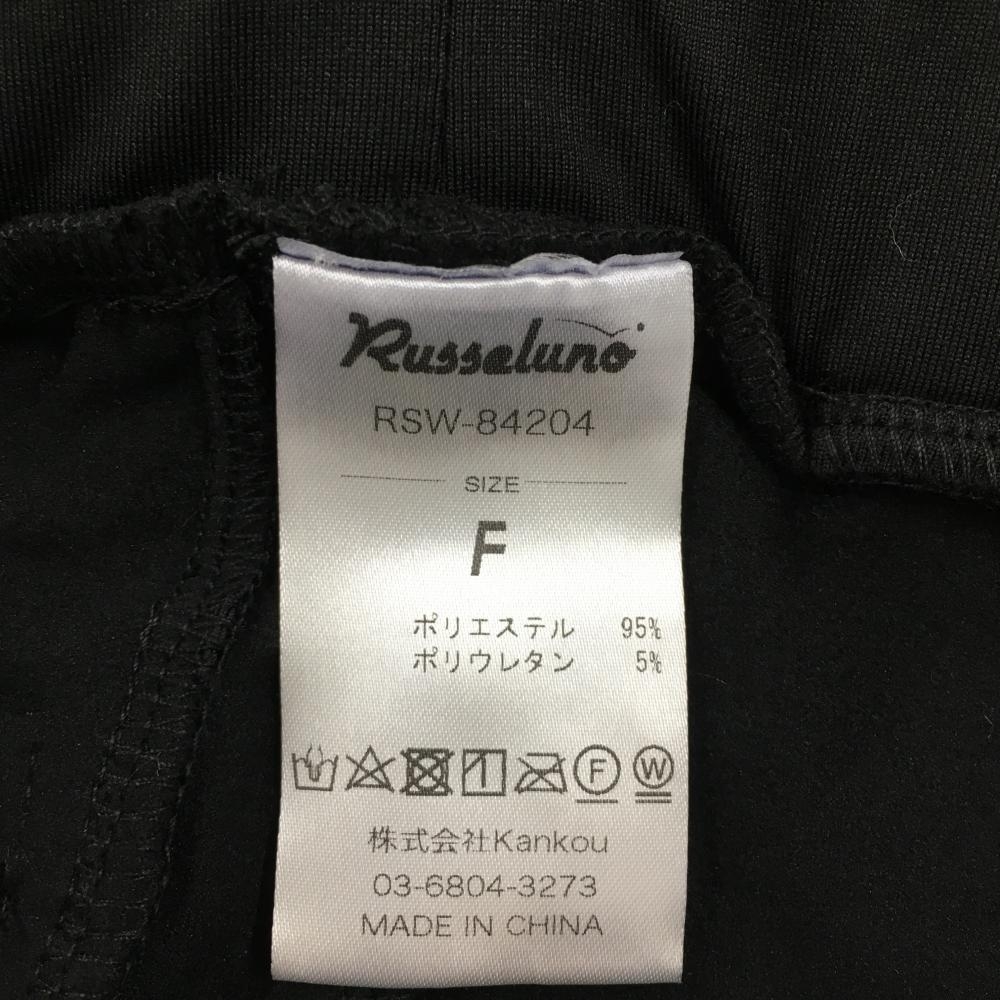 Russeluno
RSW-84204
SIZE
F
ポリエステル 95%
ポリウレタン 5%
F W
株式会社Kankou
03-6804-3273
MADE IN CHINA